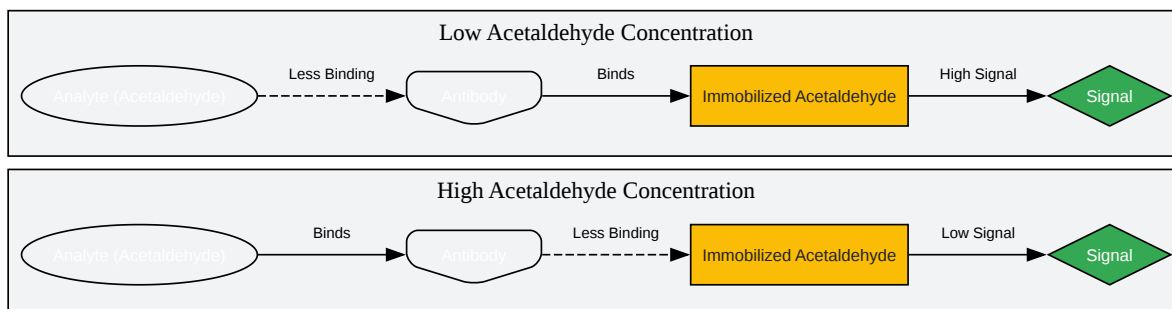 Low Acetaldehyde Concentration
Analyte (Acetaldehyde)
Less Binding
Antibody
Binds
Immobilized Acetaldehyde
High Signal
Signal
High Acetaldehyde Concentration
Analyte (Acetaldehyde)
Binds
Antibody
Less Binding
Immobilized Acetaldehyde
Low Signal
Signal